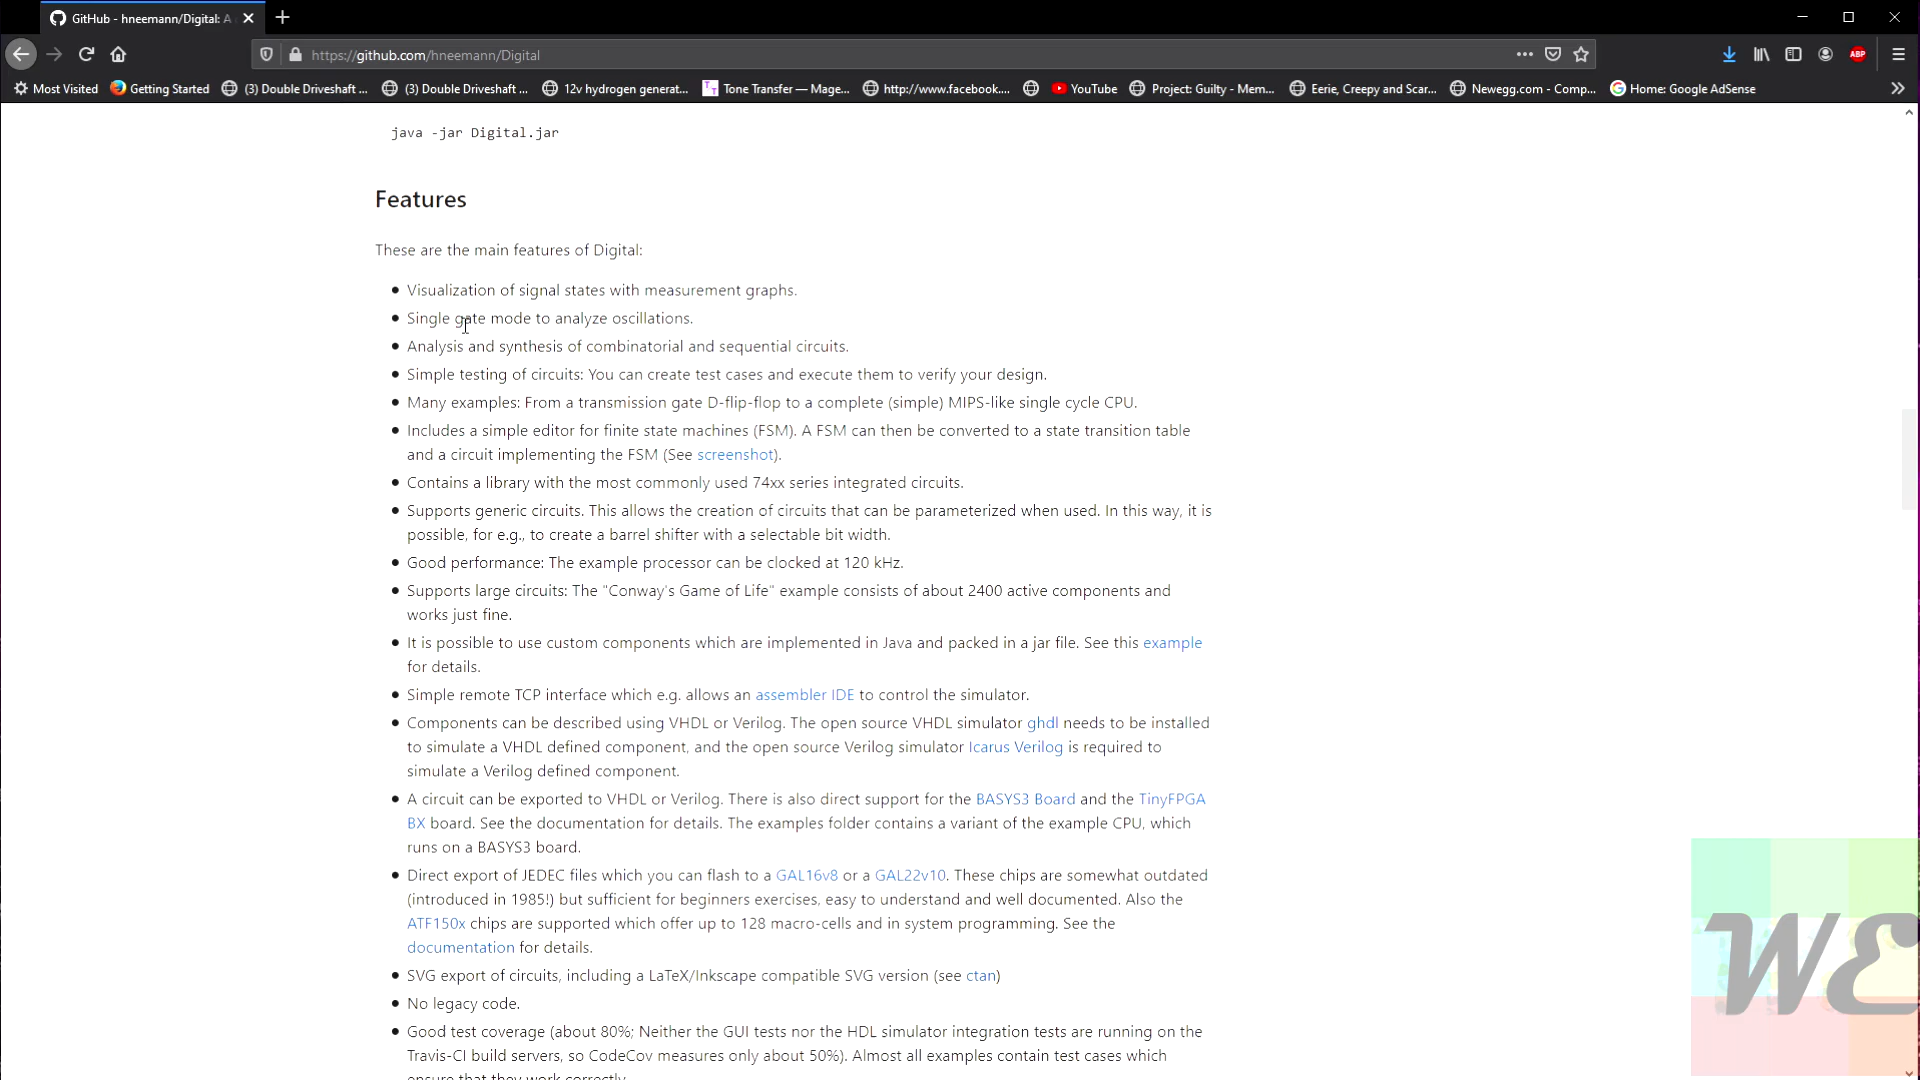 GitHub - hneemann/Digital: A
https://github.com/hneemann/Digital
Most Visited
Getting Started
(3) Double Driveshaft ...
(3) Double Driveshaft ...
12v hydrogen generat...
Tone Transfer — Mage...
http://www.facebook....
YouTube
Project: Guilty - Mem...
Eerie, Creepy and Scar...
Newegg.com - Comp...
Home: Google AdSense
ABP
java -jar Digital.jar
Features
These are the main features of Digital:
Visualization of signal states with measurement graphs.
Single gate mode to analyze oscillations.
Analysis and synthesis of combinatorial and sequential circuits.
Simple testing of circuits: You can create test cases and execute them to verify your design.
Many examples: From a transmission gate D-flip-flop to a complete (simple) MIPS-like single cycle CPU.
Includes a simple editor for finite state machines (FSM). A FSM can then be converted to a state transition table
and a circuit implementing the FSM (See screenshot).
Contains a library with the most commonly used 74xx series integrated circuits.
Supports generic circuits. This allows the creation of circuits that can be parameterized when used. In this way, it is
possible, for e.g., to create a barrel shifter with a selectable bit width.
Good performance: The example processor can be clocked at 120 kHz.
Supports large circuits: The "Conway's Game of Life" example consists of about 2400 active components and
works just fine.
It is possible to use custom components which are implemented in Java and packed in a jar file. See this example
for details.
Simple remote TCP interface which e.g. allows an assembler IDE to control the simulator.
Components can be described using VHDL or Verilog. The open source VHDL simulator ghdl needs to be installed
to simulate a VHDL defined component, and the open source Verilog simulator Icarus Verilog is required to
simulate a Verilog defined component.
A circuit can be exported to VHDL or Verilog. There is also direct support for the BASYS3 Board and the TinyFPGA
BX board. See the documentation for details. The examples folder contains a variant of the example CPU, which
runs on a BASYS3 board.
Direct export of JEDEC files which you can flash to a GAL16v8 or a GAL22v10. These chips are somewhat outdated
(introduced in 1985!) but sufficient for beginners exercises, easy to understand and well documented. Also the
ATF150x chips are supported which offer up to 128 macro-cells and in system programming. See the
documentation for details.
SVG export of circuits, including a LaTeX/Inkscape compatible SVG version (see ctan)
No legacy code.
Good test coverage (about 80%; Neither the GUI tests nor the HDL simulator integration tests are running on the
Travis-CI build servers, so CodeCov measures only about 50%). Almost all examples contain test cases which
ensure that they work correctly.
WE